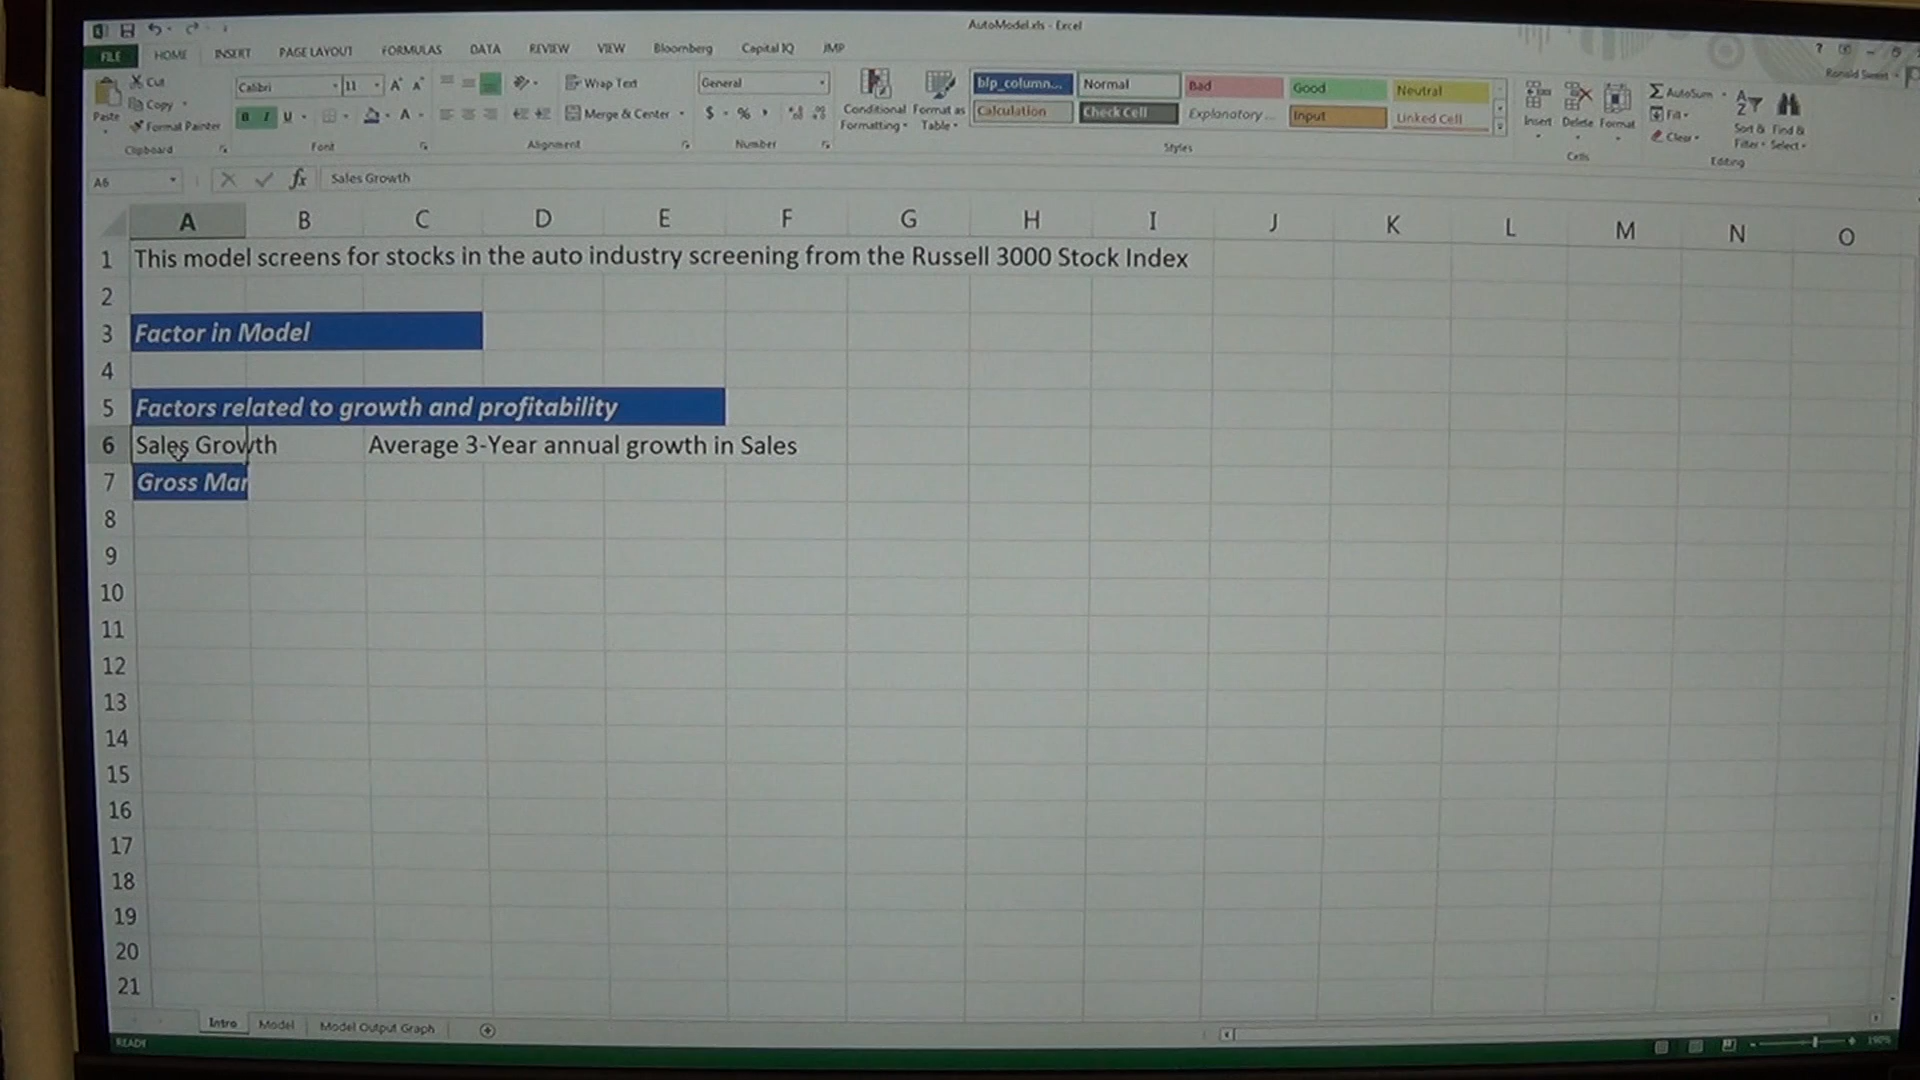 AutoModel.xls - Excel
FILE HOME INSERT PAGE LAYOUT FORMULAS DATA REVIEW VIEW Bloomberg Capital IQ JMP
Cut
Copy
Format Painter
Paste
Clipboard
Calibri 11
B I U
Font
Wrap Text
Merge & Center
Alignment
General
$ %
Number
Conditional Formatting
Format as Table
blp_column... Normal Bad Good Neutral
Calculation Check Cell Explanatory ... Input Linked Cell
Styles
Insert Delete Format
Cells
AutoSum
Fill
Clear
Sort & Filter
Find & Select
Editing
A6 fx Sales Growth
A B C D E F G H I J K L M N O
1 This model screens for stocks in the auto industry screening from the Russell 3000 Stock Index
2
3 Factor in Model
4
5 Factors related to growth and profitability
6 Sales Growth Average 3-Year annual growth in Sales
7 Gross Mar
8
9
10
11
12
13
14
15
16
17
18
19
20
21
Intro Model Model Output Graph
READY 190%